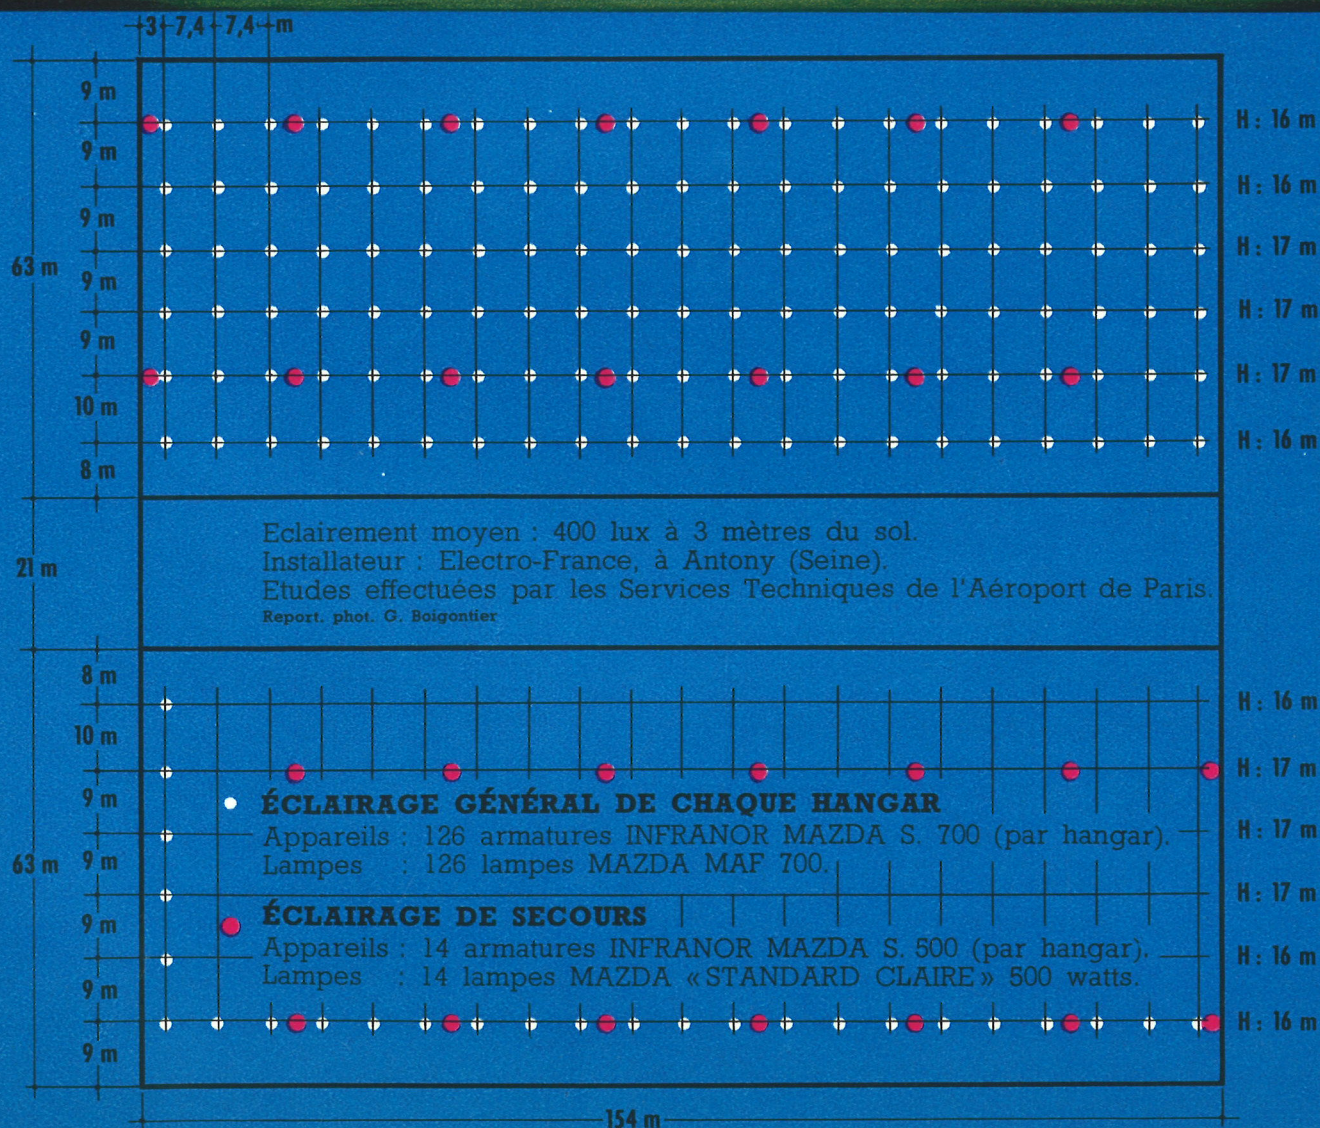 3 7,4 7,4 m
9 m
H : 16 m
9 m
H : 16 m
9 m
H : 17 m
63 m
9 m
H : 17 m
9 m
H : 17 m
10 m
H : 16 m
8 m
Eclairement moyen : 400 lux à 3 mètres du sol.
Installateur : Electro-France, à Antony (Seine).
21 m
Etudes effectuées par les Services Techniques de l'Aéroport de Paris.
Report. phot. G. Boigontier
8 m
H : 16 m
10 m
H : 17 m
9 m
ÉCLAIRAGE GÉNÉRAL DE CHAQUE HANGAR
Appareils : 126 armatures INFRANOR MAZDA S. 700 (par hangar).
H : 17 m
63 m
9 m
Lampes : 126 lampes MAZDA MAF 700.
H : 17 m
ÉCLAIRAGE DE SECOURS
9 m
Appareils : 14 armatures INFRANOR MAZDA S. 500 (par hangar).
H : 16 m
Lampes : 14 lampes MAZDA «STANDARD CLAIRE» 500 watts.
9 m
H : 16 m
9 m
154 m